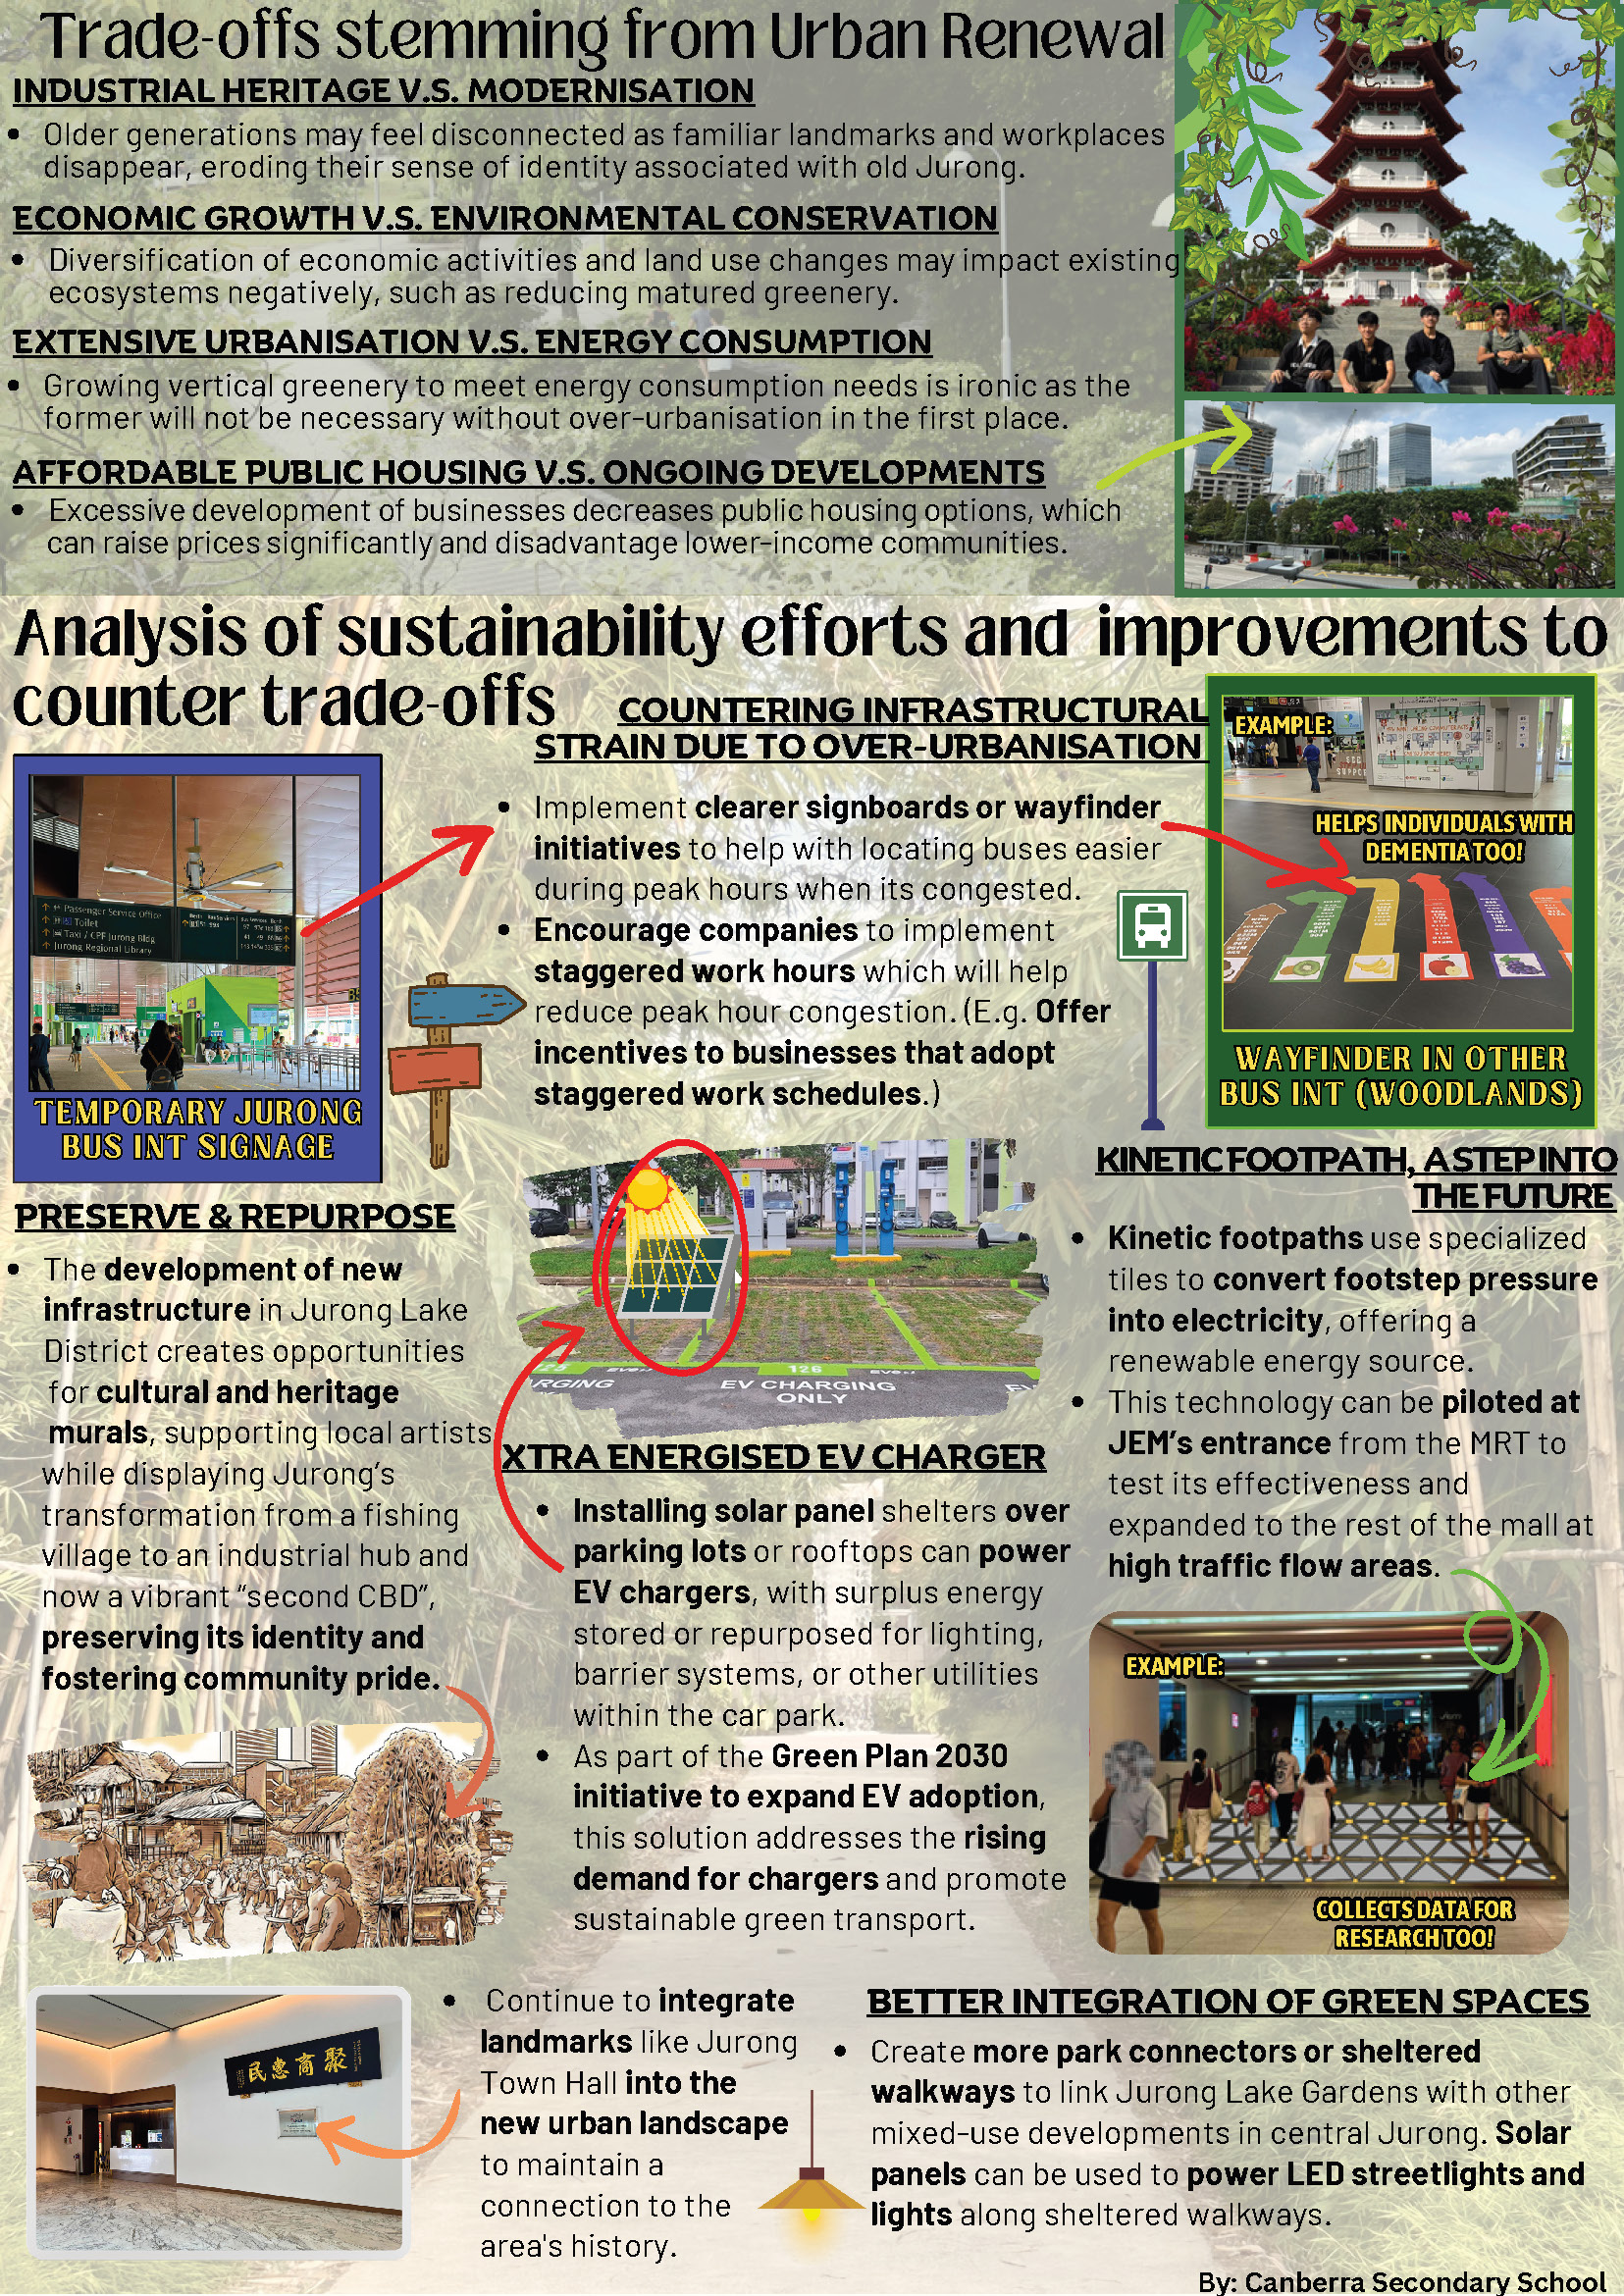 Trade-offs stemming from Urban Renewal
INDUSTRIAL HERITAGE V.S. MODERNISATION
• Older generations may feel disconnected as familiar landmarks and workplaces
disappear, eroding their sense of identity associated with old Jurong.
ECONOMIC GROWTH V.S. ENVIRONMENTAL CONSERVATION
• Diversification of economic activities and land use changes may impact existing
ecosystems negatively, such as reducing matured greenery.
EXTENSIVE URBANISATION V.S. ENERGY CONSUMPTION
• Growing vertical greenery to meet energy consumption needs is ironic as the
former will not be necessary without over-urbanisation in the first place.
AFFORDABLE PUBLIC HOUSING V.S. ONGOING DEVELOPMENTS
• Excessive development of businesses decreases public housing options, which
can raise prices significantly and disadvantage lower-income communities.
Analysis of sustainability efforts and improvements to
counter trade-offs
Passenger Service Office
Toilet
Taxi / CPF Jurong Bldg
Jurong Regional Library
TEMPORARY JURONG
BUS INT SIGNAGE
COUNTERING INFRASTRUCTURAL
STRAIN DUE TO OVER-URBANISATION
• Implement clearer signboards or wayfinder
initiatives to help with locating buses easier
during peak hours when its congested.
• Encourage companies to implement
staggered work hours which will help
reduce peak hour congestion. (E.g. Offer
incentives to businesses that adopt
staggered work schedules.)
EXAMPLE:
HELPS INDIVIDUALS WITH
DEMENTIA TOO!
WAYFINDER IN OTHER
BUS INT (WOODLANDS)
PRESERVE & REPURPOSE
• The development of new
infrastructure in Jurong Lake
District creates opportunities
for cultural and heritage
murals, supporting local artists
while displaying Jurong's
transformation from a fishing
village to an industrial hub and
now a vibrant "second CBD",
preserving its identity and
fostering community pride.
126
EV CHARGING
ONLY
XTRA ENERGISED EV CHARGER
• Installing solar panel shelters over
parking lots or rooftops can power
EV chargers, with surplus energy
stored or repurposed for lighting,
barrier systems, or other utilities
within the car park.
• As part of the Green Plan 2030
initiative to expand EV adoption,
this solution addresses the rising
demand for chargers and promote
sustainable green transport.
KINETIC FOOTPATH, A STEP INTO
THE FUTURE
• Kinetic footpaths use specialized
tiles to convert footstep pressure
into electricity, offering a
renewable energy source.
• This technology can be piloted at
JEM's entrance from the MRT to
test its effectiveness and
expanded to the rest of the mall at
high traffic flow areas.
EXAMPLE:
COLLECTS DATA FOR
RESEARCH TOO!
民惠商聚
• Continue to integrate
landmarks like Jurong
Town Hall into the
new urban landscape
to maintain a
connection to the
area's history.
BETTER INTEGRATION OF GREEN SPACES
• Create more park connectors or sheltered
walkways to link Jurong Lake Gardens with other
mixed-use developments in central Jurong. Solar
panels can be used to power LED streetlights and
lights along sheltered walkways.
By: Canberra Secondary School